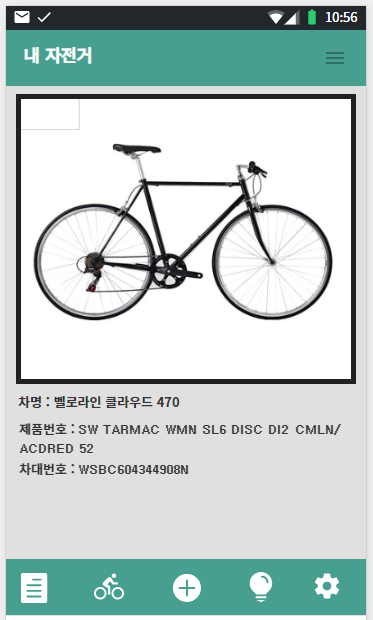 10:56
내 자전거
차명 : 벨로라인 클라우드 470
제품번호 : SW TARMAC WMN SL6 DISC DI2 CMLN/
ACDRED 52
차대번호 : WSBC604344908N